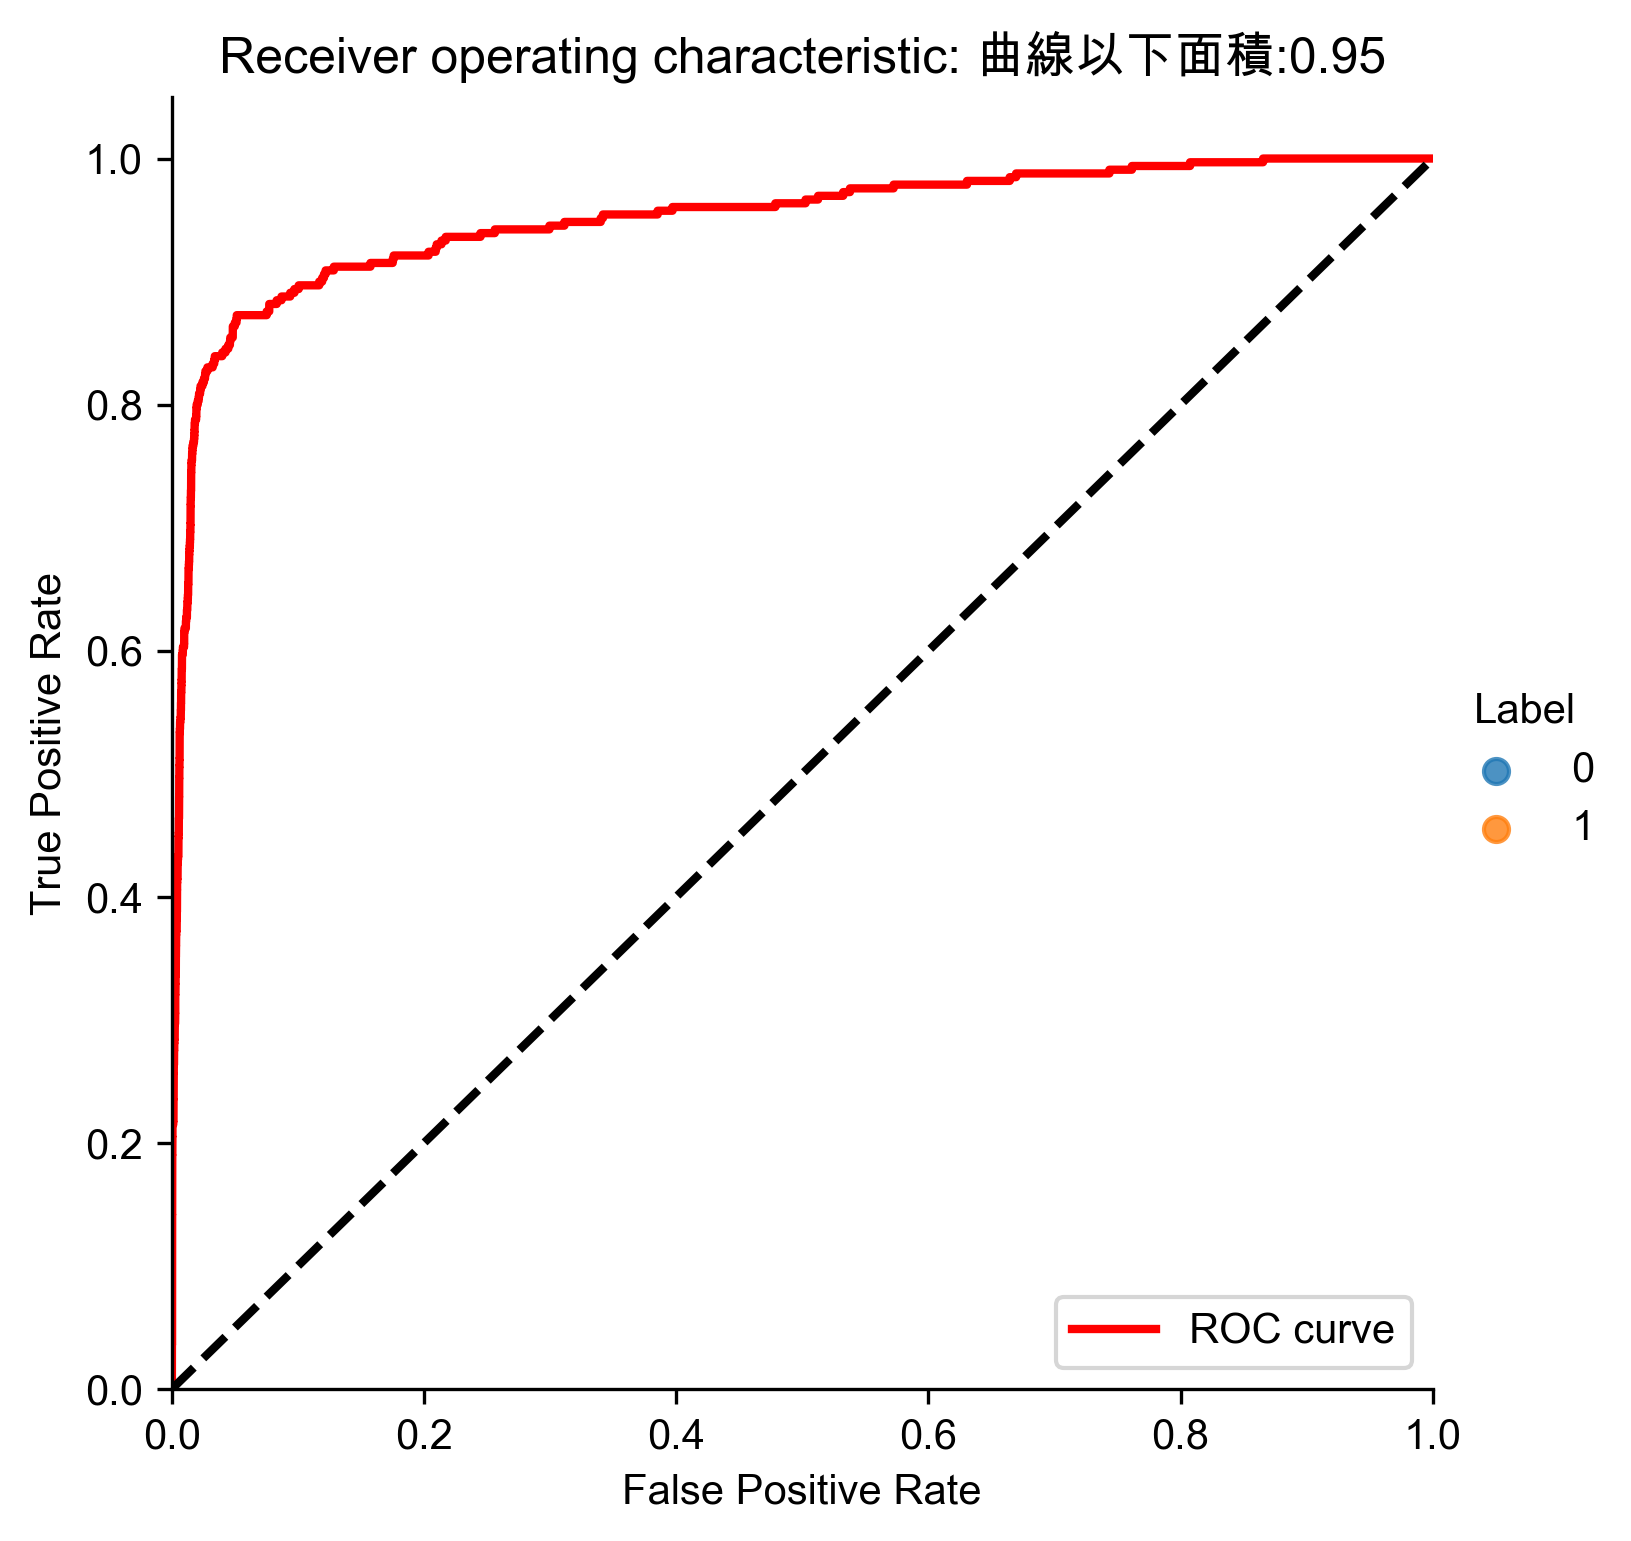 Receiver operating characteristic: 曲線以下面積:0.95
1.0
0.8
0.6
0.4
0.2
0.0
True Positive Rate
0.0 0.2 0.4 0.6 0.8 1.0
False Positive Rate
ROC curve
Label
0
1